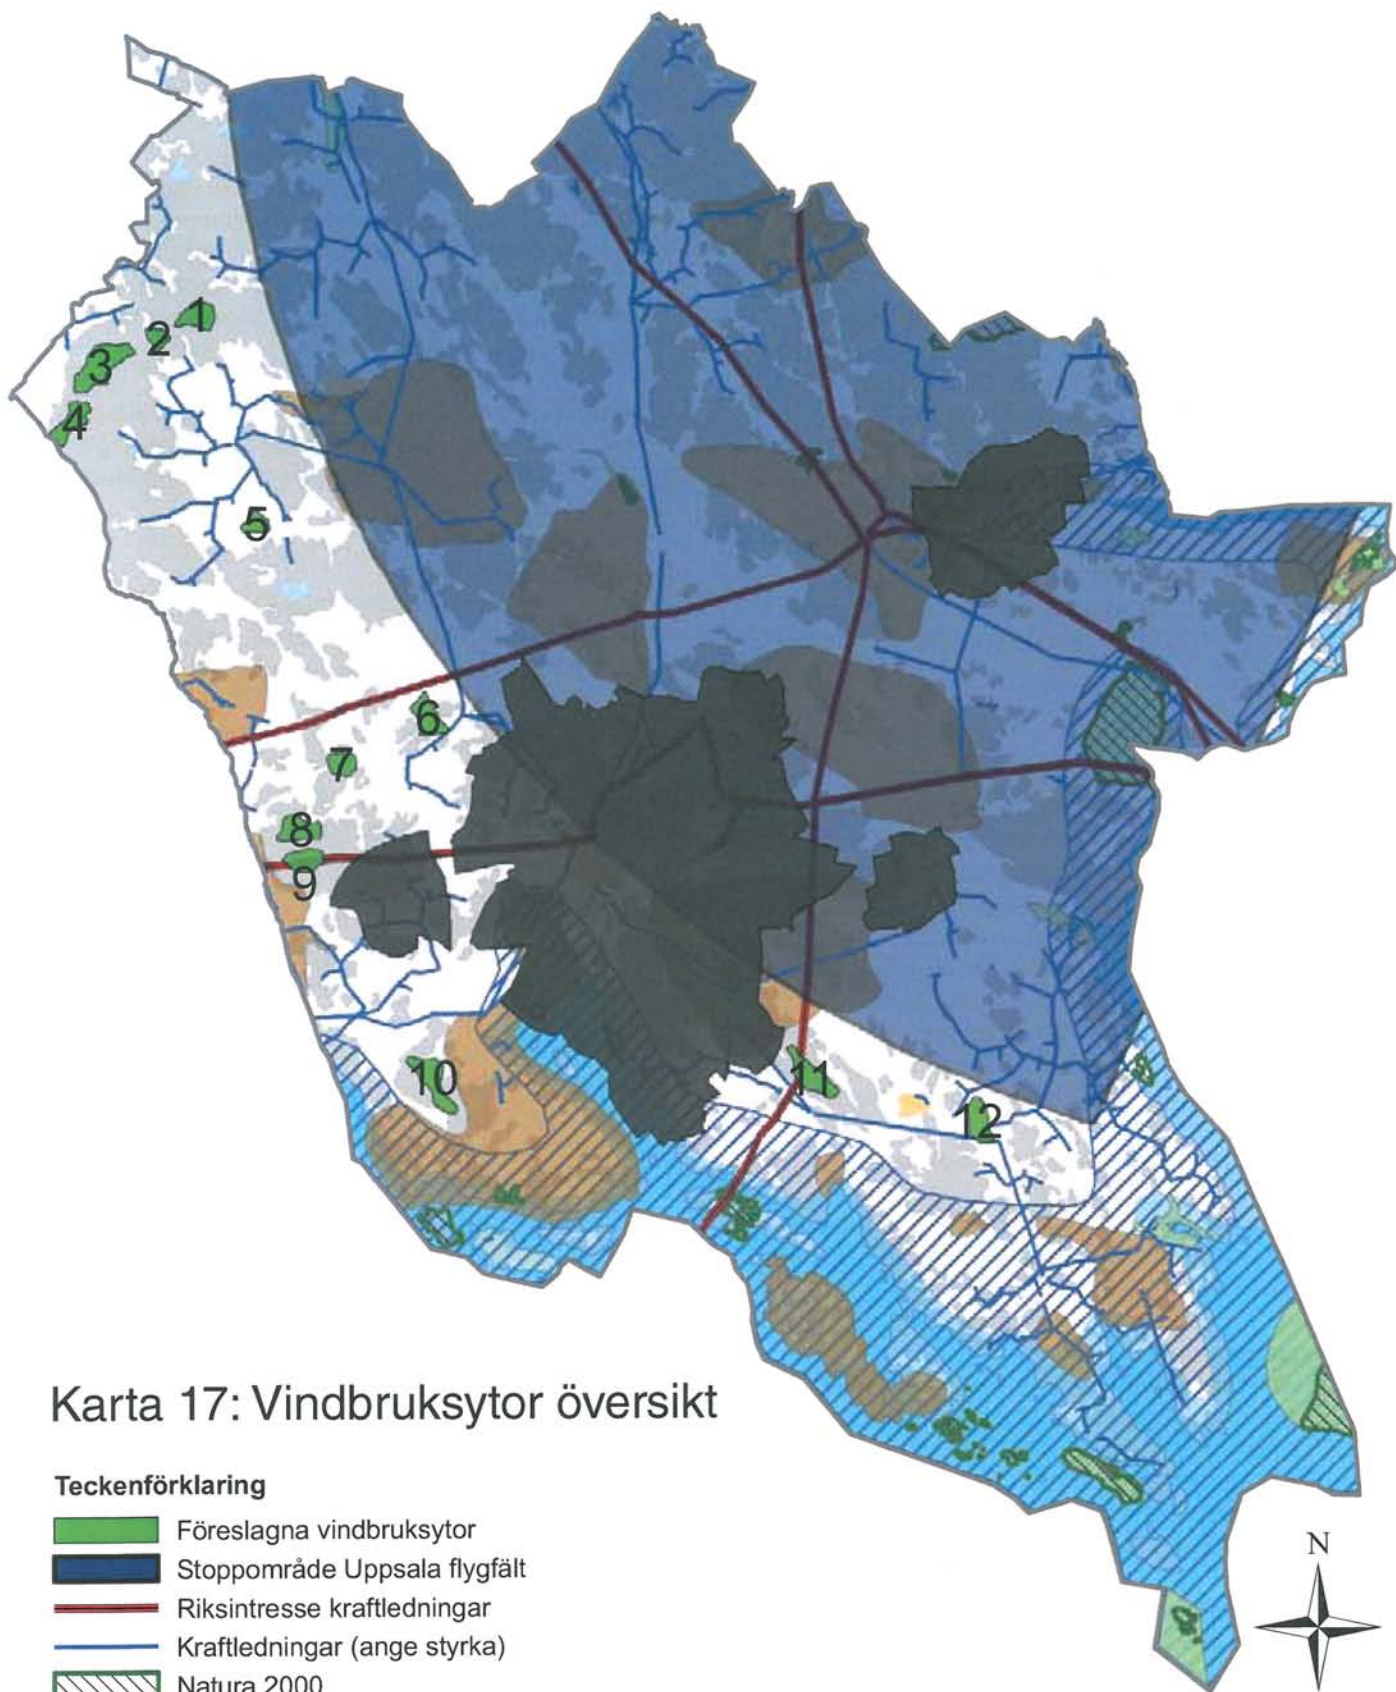 1
2
3
4
5
6
7
8
9
10
11
12
Karta 17: Vindbruksytor översikt
Teckenförklaring
Föreslagna vindbruksytor
Stoppområde Uppsala flygfält
Riksintresse kraftledningar
Kraftledningar (ange styrka)
Natura 2000
N